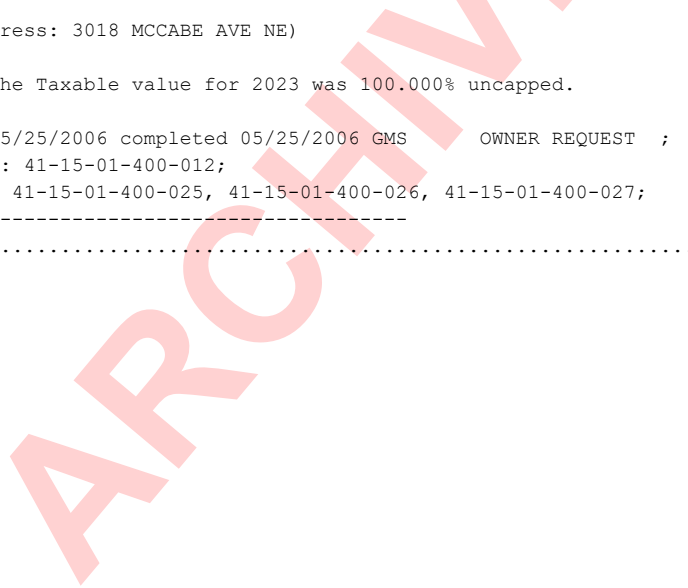 ress: 3018 MCCABE AVE NE)
he Taxable value for 2023 was 100.000% uncapped.
5/25/2006 completed 05/25/2006 GMS OWNER REQUEST ;
: 41-15-01-400-012;
41-15-01-400-025, 41-15-01-400-026, 41-15-01-400-027;
----------------------------------
.........................................................
ARCHIV